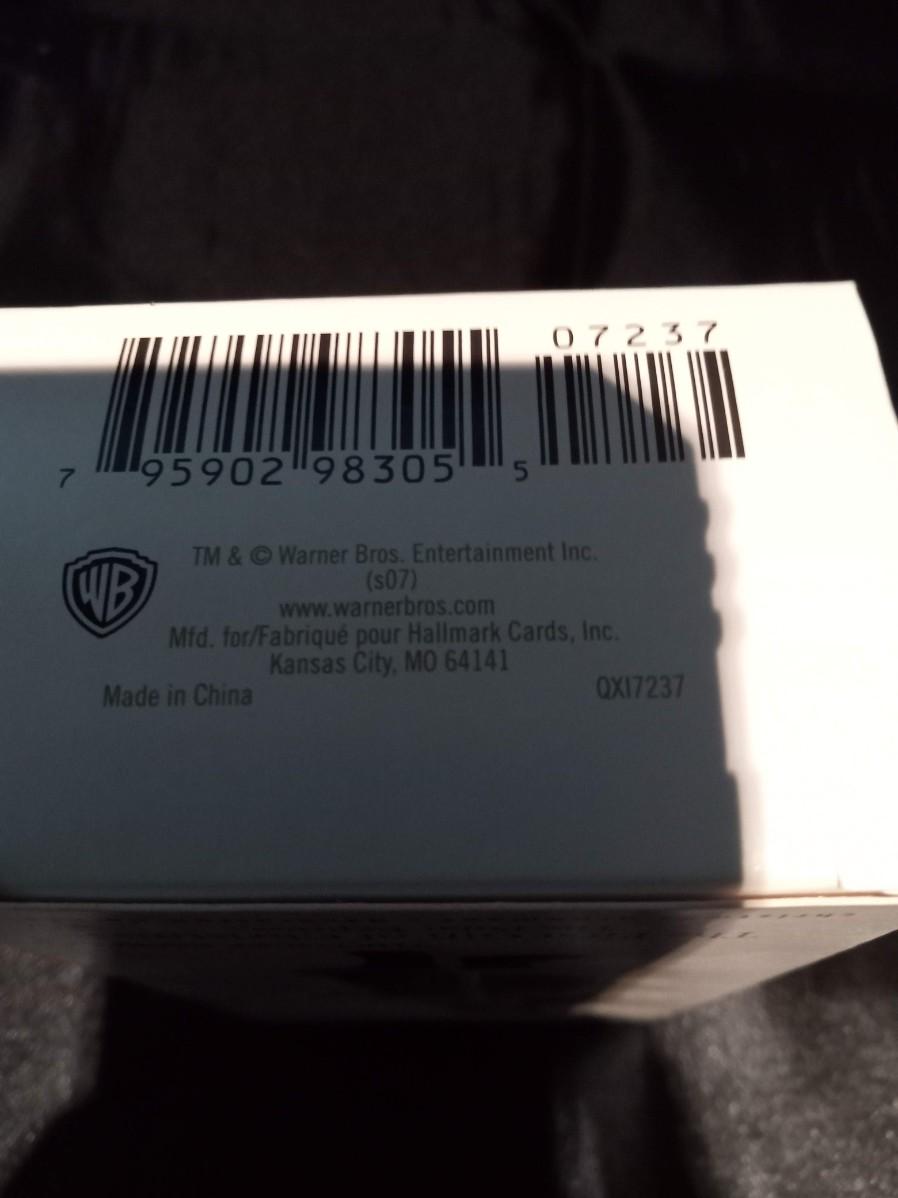 07237
7 95902 98305 5
WB
TM & © Warner Bros. Entertainment Inc.
(s07)
www.warnerbros.com
Mfd. for/Fabriqué pour Hallmark Cards, Inc.
Kansas City, MO 64141
Made in China QXI7237